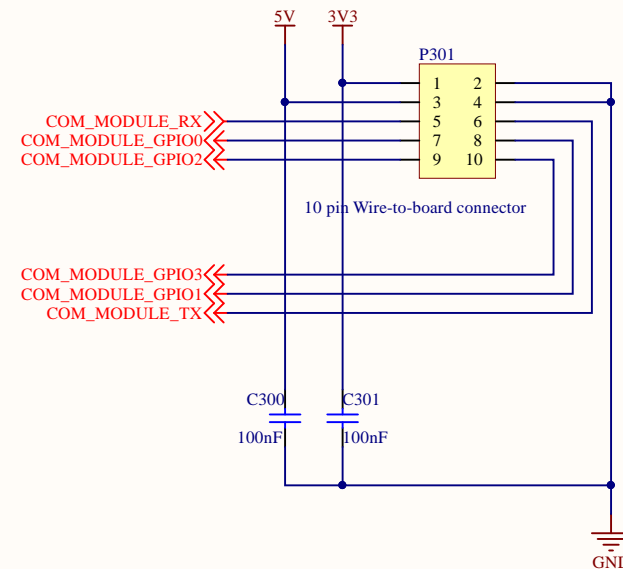 5V 3V3
P301
1 2
3 4
COM_MODULE_RX 5 6
COM_MODULE_GPIO0 7 8
COM_MODULE_GPIO2 9 10
10 pin Wire-to-board connector
COM_MODULE_GPIO3
COM_MODULE_GPIO1
COM_MODULE_TX
C300 C301
100nF 100nF
GND